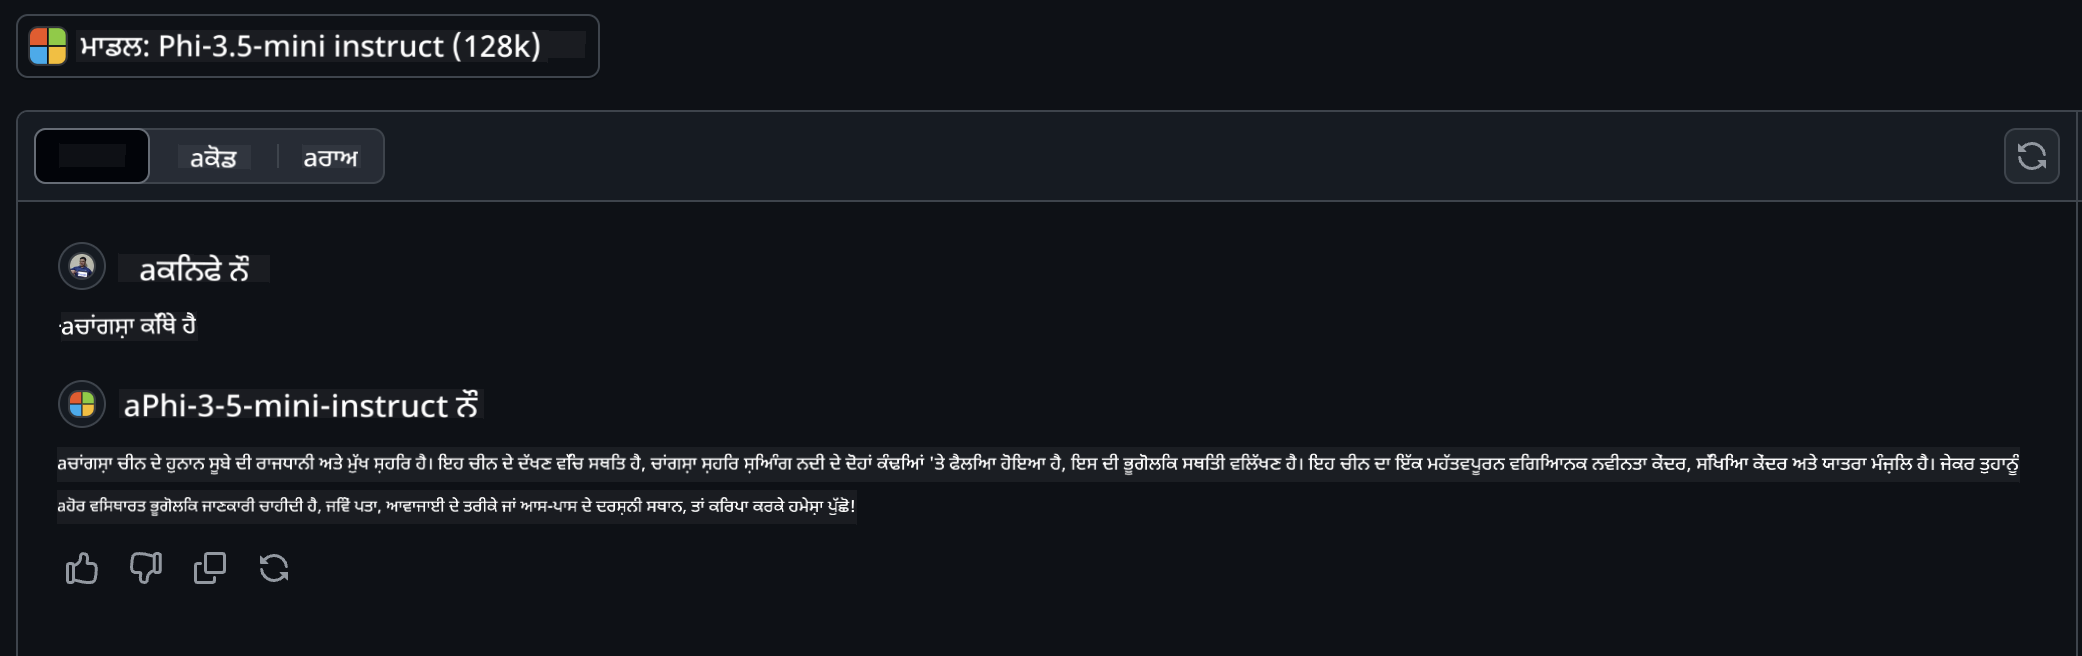 ਮਾਡਲ: Phi-3.5-mini instruct (128k)
aਕੋਡ
aਰਾਅ
aਕਨਿਫੇ ਨੌਂ
aਚਾਂਗਸ਼ਾ ਕਿੱਥੇ ਹੈ
aPhi-3-5-mini-instruct ਨੌਂ
aਚਾਂਗਸ਼ਾ ਚੀਨ ਦੇ ਹੁਨਾਨ ਸੂਬੇ ਦੀ ਰਾਜਧਾਨੀ ਅਤੇ ਮੁੱਖ ਸ਼ਹਿਰ ਹੈ। ਇਹ ਚੀਨ ਦੇ ਦੱਖਣ ਵਿੱਚ ਸਥਿਤ ਹੈ, ਚਾਂਗਸ਼ਾ ਸ਼ਹਿਰ ਸ਼ਿਆਂਗ ਨਦੀ ਦੇ ਦੋਹਾਂ ਕੰਢਿਆਂ 'ਤੇ ਫੈਲਿਆ ਹੋਇਆ ਹੈ, ਇਸ ਦੀ ਭੂਗੋਲਿਕ ਸਥਿਤੀ ਵਿਲੱਖਣ ਹੈ। ਇਹ ਚੀਨ ਦਾ ਇੱਕ ਮਹੱਤਵਪੂਰਨ ਵਿਗਿਆਨਕ ਨਵੀਨਤਾ ਕੇਂਦਰ, ਸਿੱਖਿਆ ਕੇਂਦਰ ਅਤੇ ਯਾਤਰਾ ਮੰਜ਼ਿਲ ਹੈ। ਜੇਕਰ ਤੁਹਾਨੂੰ
aਹੋਰ ਵਿਸਥਾਰਤ ਭੂਗੋਲਿਕ ਜਾਣਕਾਰੀ ਚਾਹੀਦੀ ਹੈ, ਜਿਵੇਂ ਪਤਾ, ਆਵਾਜਾਈ ਦੇ ਤਰੀਕੇ ਜਾਂ ਆਸ-ਪਾਸ ਦੇ ਦਰਸ਼ਨੀ ਸਥਾਨ, ਤਾਂ ਕਿਰਪਾ ਕਰਕੇ ਹਮੇਸ਼ਾ ਪੁੱਛੋ!